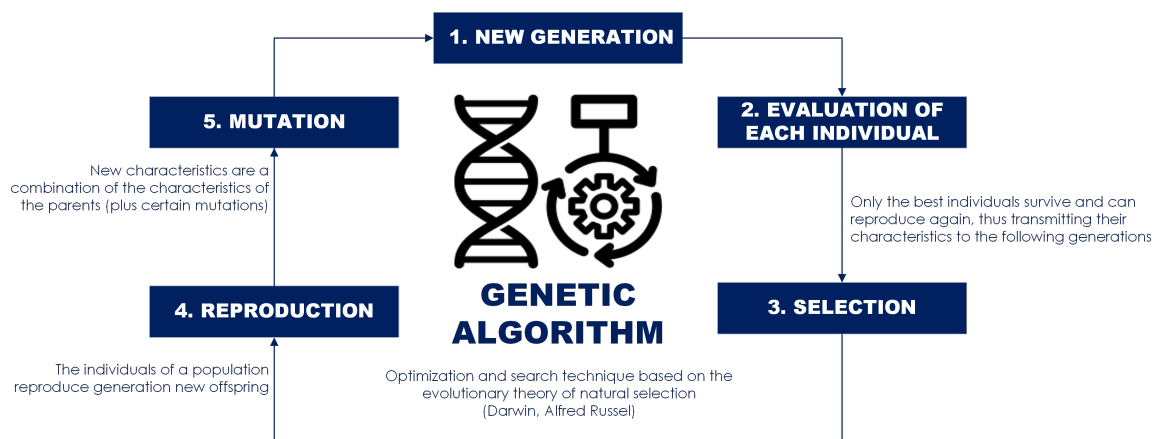 1. NEW GENERATION
2. EVALUATION OF
EACH INDIVIDUAL
Only the best individuals survive and can
reproduce again, thus transmitting their
characteristics to the following generations
3. SELECTION
4. REPRODUCTION
The individuals of a population
reproduce generation new offspring
5. MUTATION
New characteristics are a
combination of the characteristics of
the parents (plus certain mutations)
GENETIC
ALGORITHM
Optimization and search technique based on the
evolutionary theory of natural selection
(Darwin, Alfred Russel)